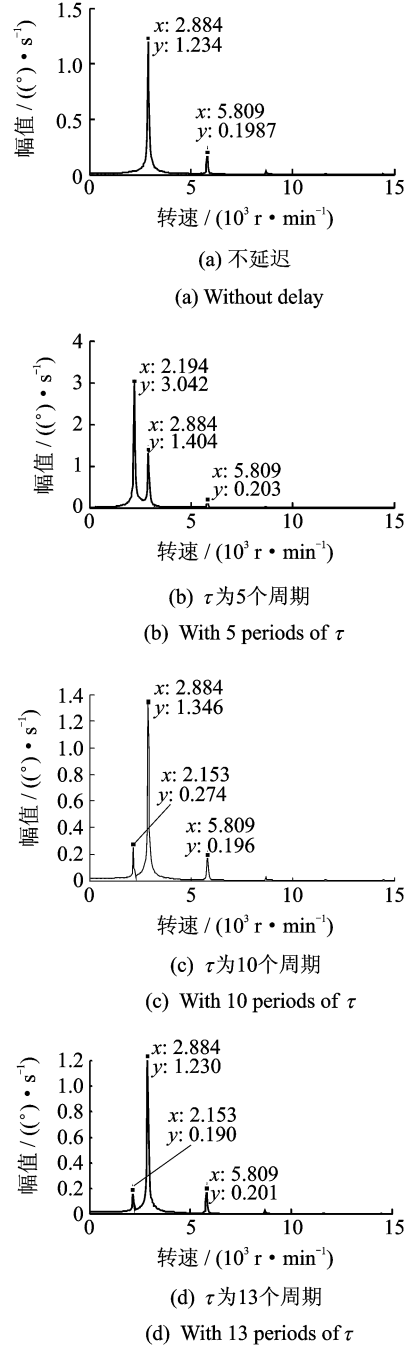 1.5
x: 2.884
y: 1.234
1.0
x: 5.809
0.5
y: 0.1987
幅值 / ((°)·s⁻¹)
0
0 5 10 15
转速 / (10³ r·min⁻¹)
(a) 不延迟
(a) Without delay
4
x: 2.194
y: 3.042
3
x: 2.884
y: 1.404
2
x: 5.809
y: 0.203
1
幅值 / ((°)·s⁻¹)
0
0 5 10 15
转速 / (10³ r·min⁻¹)
(b) τ为5个周期
(b) With 5 periods of τ
1.4
x: 2.884
y: 1.346
1.2
1.0
x: 2.153
y: 0.274
0.8
0.6
x: 5.809
y: 0.196
0.4
0.2
幅值 / ((°)·s⁻¹)
0
0 5 10 15
转速 / (10³ r·min⁻¹)
(c) τ为10个周期
(c) With 10 periods of τ
1.2
x: 2.884
y: 1.230
1.0
x: 2.153
y: 0.190
0.8
0.6
x: 5.809
y: 0.201
0.4
0.2
幅值 / ((°)·s⁻¹)
0
0 5 10 15
转速 / (10³ r·min⁻¹)
(d) τ为13个周期
(d) With 13 periods of τ